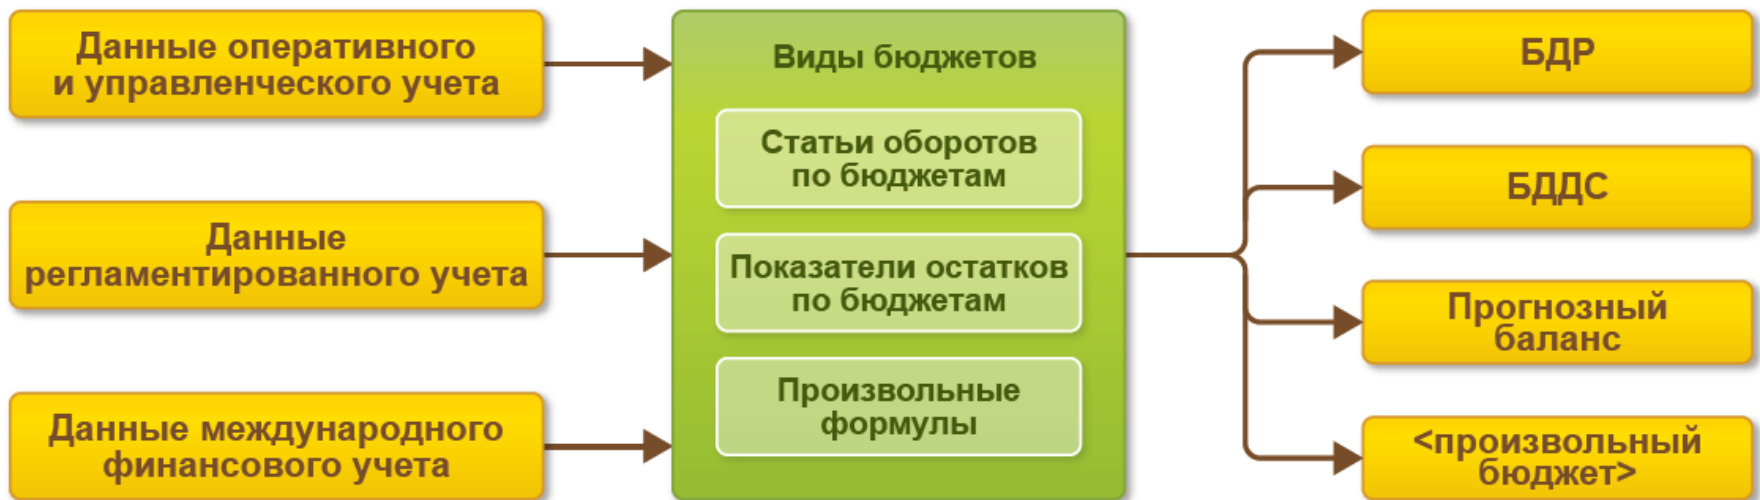 Данные оперативного
и управленческого учета
Данные
регламентированного учета
Данные международного
финансового учета
Виды бюджетов
Статьи оборотов
по бюджетам
Показатели остатков
по бюджетам
Произвольные
формулы
БДР
БДДС
Прогнозный
баланс
<произвольный
бюджет>